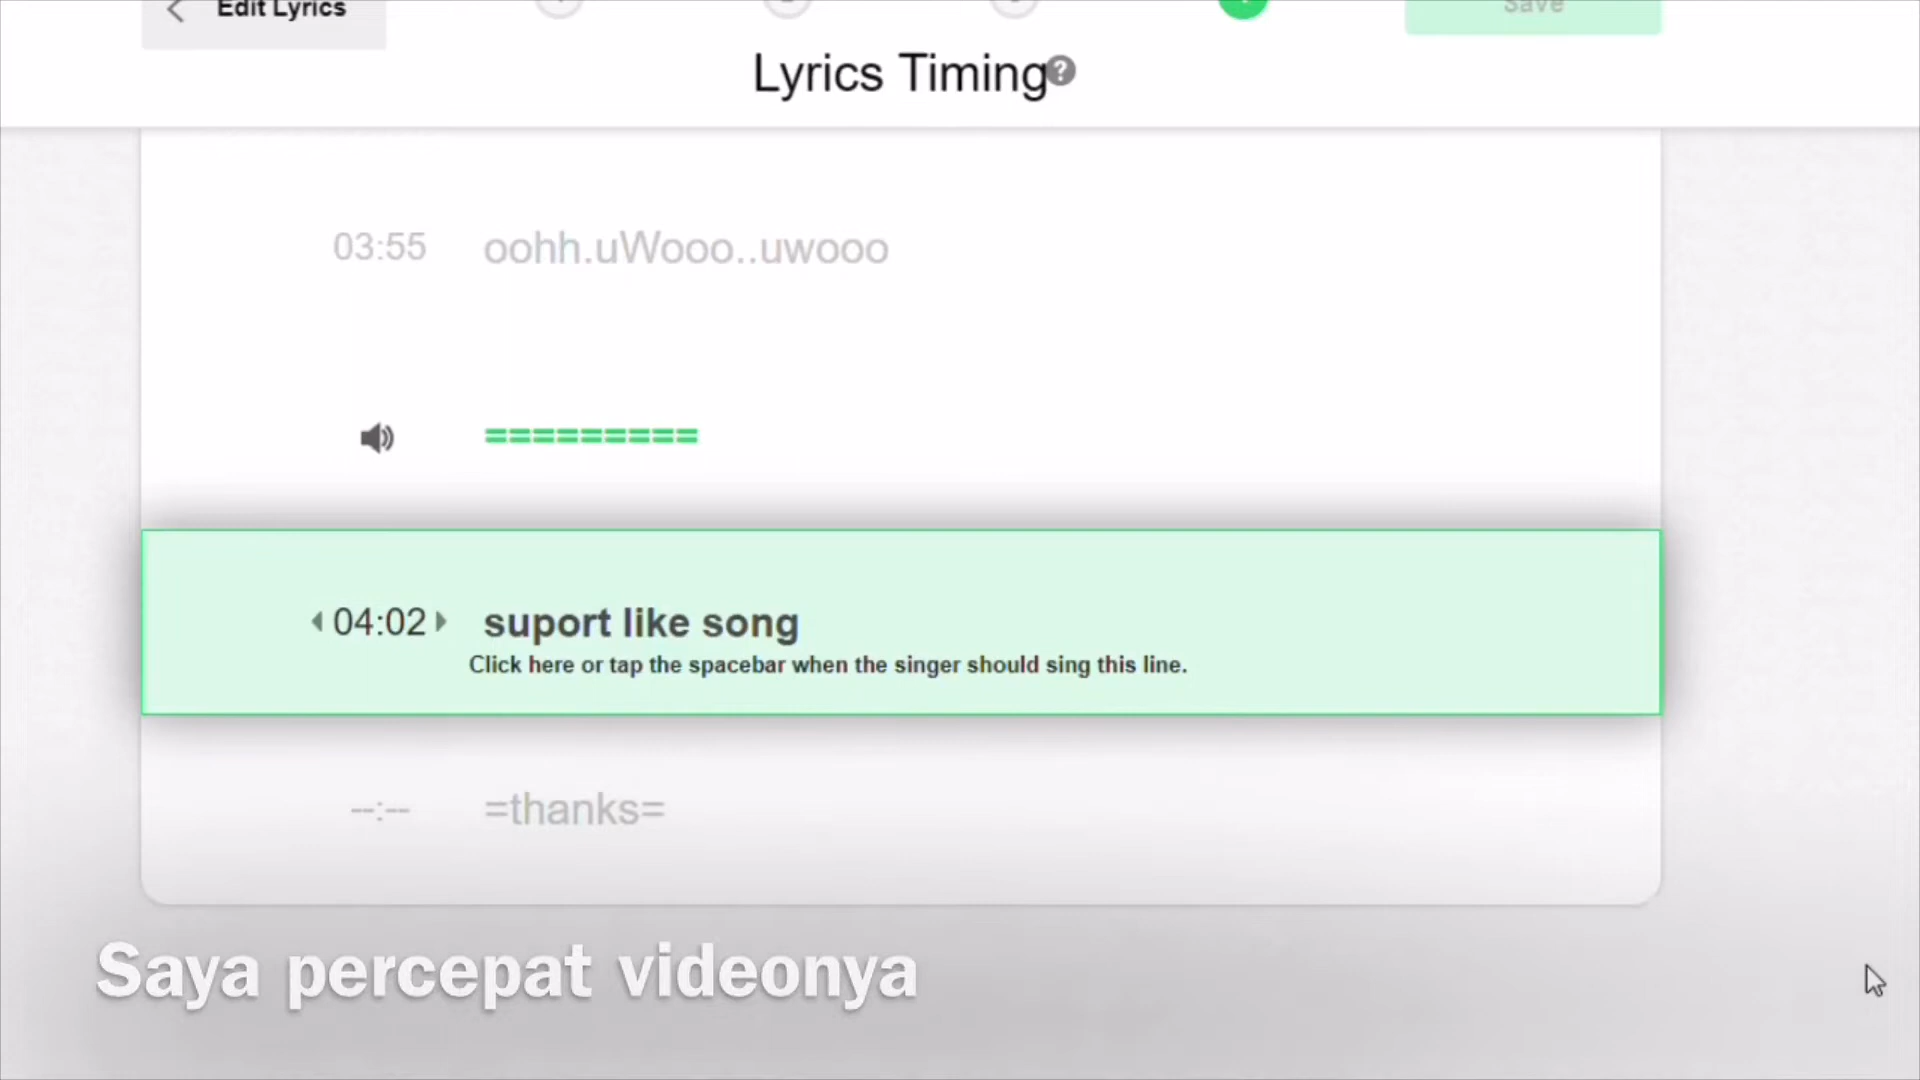 Edit Lyrics
Save
Lyrics Timing
?
03:55 oohh.uWooo..uwooo
=========
04:02 suport like song
Click here or tap the spacebar when the singer should sing this line.
--:-- =thanks=
Saya percepat videonya